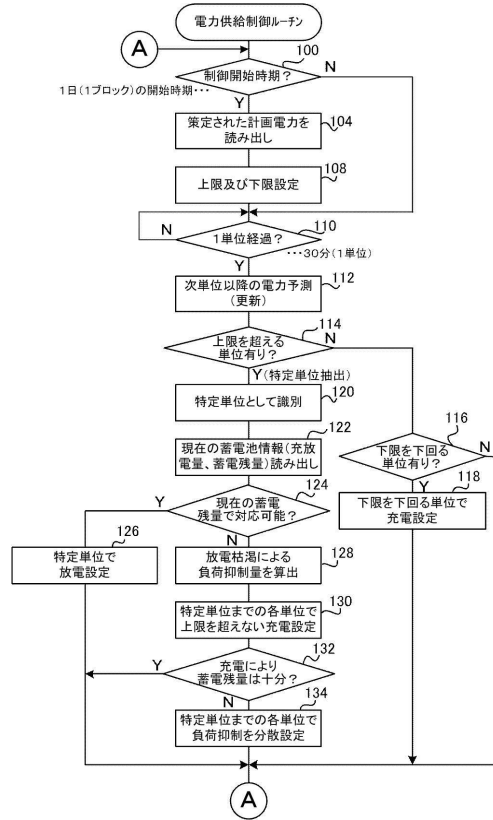 電力供給制御ルーチン
A
100
制御開始時期?
N
1日(1ブロック)の開始時期・・・
Y
策定された計画電力を
読み出し
104
108
上限及び下限設定
110
N
1単位経過?
・・・30分(1単位)
Y
次単位以降の電力予測
(更新)
112
114
上限を超える
単位有り?
N
Y(特定単位抽出)
120
特定単位として識別
122
現在の蓄電池情報(充放
電量、蓄電残量)読み出し
116
下限を下回る
単位有り?
N
Y
118
下限を下回る単位で
充電設定
124
Y
現在の蓄電
残量で対応可能?
N
126
特定単位で
放電設定
128
放電枯渇による
負荷抑制量を算出
130
特定単位までの各単位で
上限を超えない充電設定
132
Y
充電により
蓄電残量は十分?
N
134
特定単位までの各単位で
負荷抑制を分散設定
A